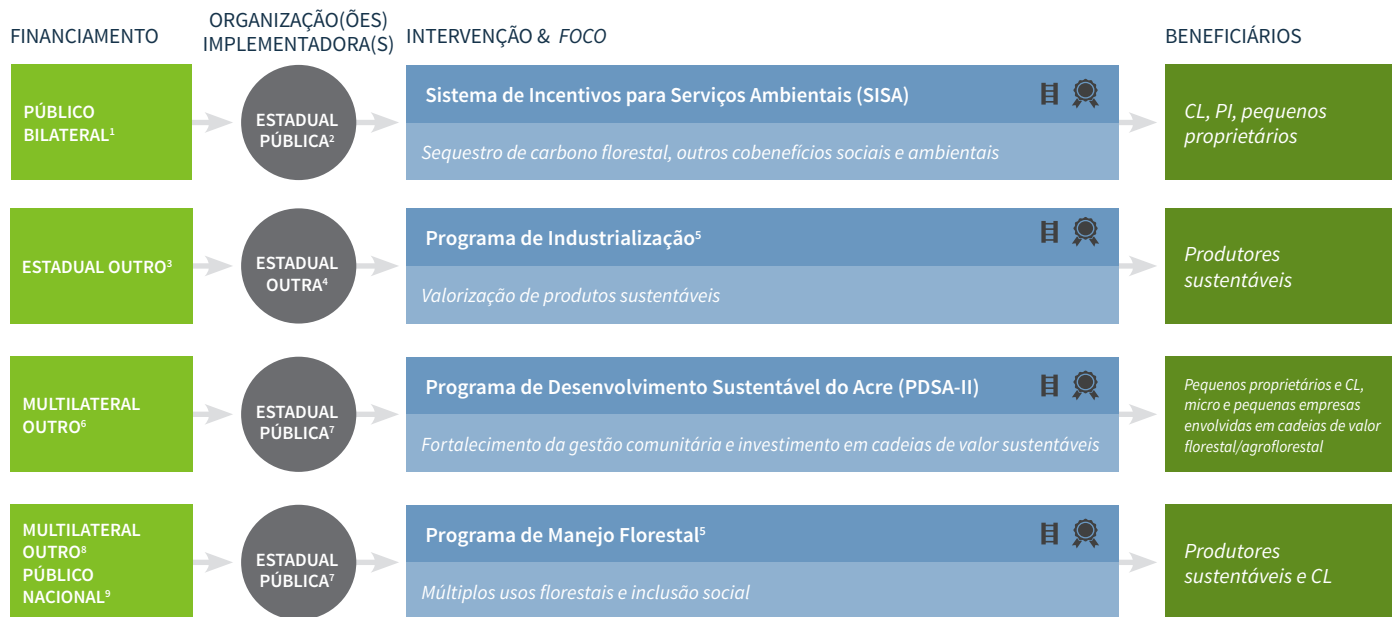 FINANCIAMENTO
ORGANIZAÇÃO(ÕES)
IMPLEMENTADORA(S)
INTERVENÇÃO & FOCO
BENEFICIÁRIOS
PÚBLICO
BILATERAL¹
ESTADUAL
PÚBLICA²
Sistema de Incentivos para Serviços Ambientais (SISA)
Sequestro de carbono florestal, outros cobenefícios sociais e ambientais
CL, PI, pequenos
proprietários
ESTADUAL OUTRO³
ESTADUAL
OUTRA⁴
Programa de Industrialização⁵
Valorização de produtos sustentáveis
Produtores
sustentáveis
MULTILATERAL
OUTRO⁶
ESTADUAL
PÚBLICA⁷
Programa de Desenvolvimento Sustentável do Acre (PDSA-II)
Fortalecimento da gestão comunitária e investimento em cadeias de valor sustentáveis
Pequenos proprietários e CL,
micro e pequenas empresas
envolvidas em cadeias de valor
florestal/agroflorestal
MULTILATERAL
OUTRO⁸
PÚBLICO
NACIONAL⁹
ESTADUAL
PÚBLICA⁷
Programa de Manejo Florestal⁵
Múltiplos usos florestais e inclusão social
Produtores
sustentáveis e CL